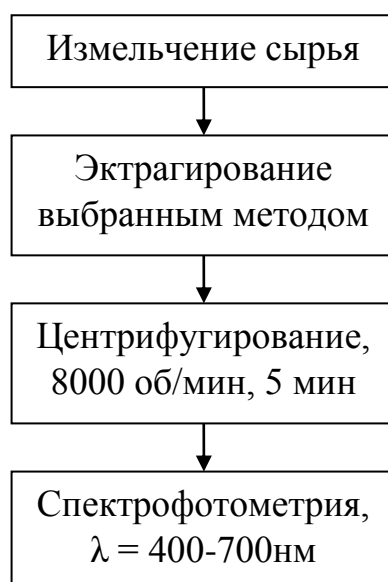 Измельчение сырья
Эктрагирование
выбранным методом
Центрифугирование,
8000 об/мин, 5 мин
Спектрофотометрия,
λ = 400-700нм